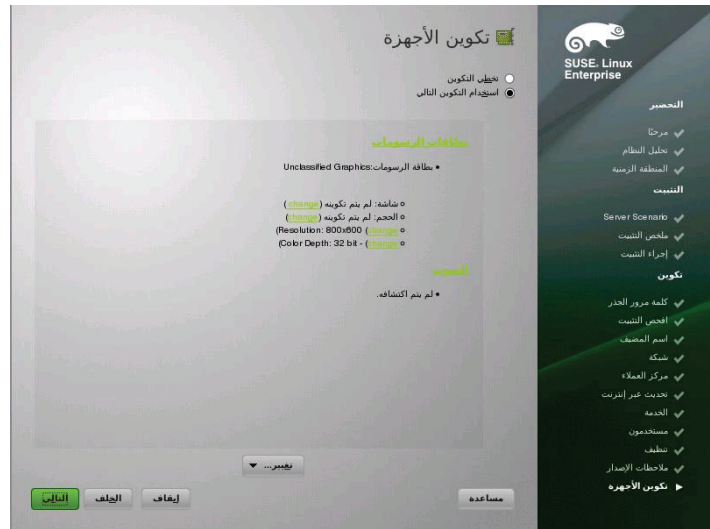 تكوين الأجهزة
تخطي التكوين
استخدام التكوين التالي
بطاقات الرسومات
• بطاقة الرسومات:Unclassified Graphics
شاشة: لم يتم تكوينه (change)
الحجم: لم يتم تكوينه (change)
(Resolution: 800x600 (change
(Color Depth: 32 bit - (change
الصوت
• لم يتم اكتشافه.
تغيير...
مساعدة
إيقاف
الخلف
التالي
SUSE. Linux
Enterprise
التحضير
مرحبًا
تحليل النظام
المنطقة الزمنية
التثبيت
Server Scenario
ملخص التثبيت
إجراء التثبيت
تكوين
كلمة مرور الجذر
افحص التثبيت
اسم المضيف
شبكة
مركز العملاء
تحديث عبر إنترنت
الخدمة
مستخدمون
تنظيف
ملاحظات الإصدار
تكوين الأجهزة